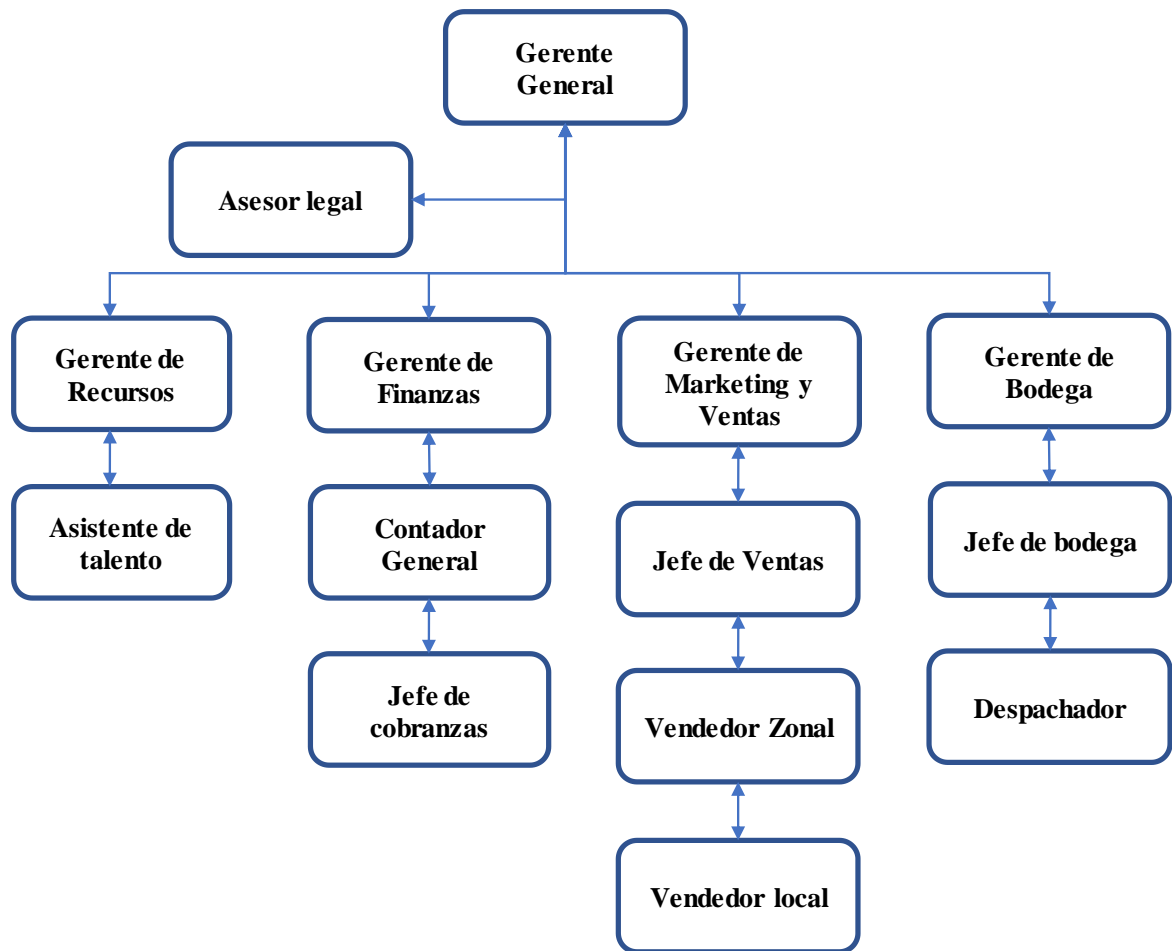 Gerente
General
Asesor legal
Gerente de
Recursos
Gerente de
Finanzas
Gerente de
Marketing y
Ventas
Gerente de
Bodega
Asistente de
talento
Contador
General
Jefe de Ventas
Jefe de bodega
Jefe de
cobranzas
Vendedor Zonal
Despachador
Vendedor local